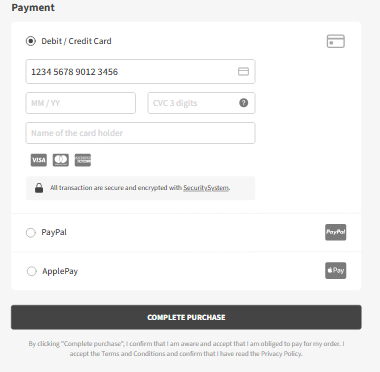 Payment
Debit / Credit Card
1234 5678 9012 3456
MM / YY
CVC 3 digits
?
Name of the card holder
VISA
All transaction are secure and encrypted with SecuritySystem.
PayPal
PayPal
ApplePay
Pay
COMPLETE PURCHASE
By clicking "Complete purchase", I confirm that I am aware and accept that I am obliged to pay for my order. I
accept the Terms and Conditions and confirm that I have read the Privacy Policy.